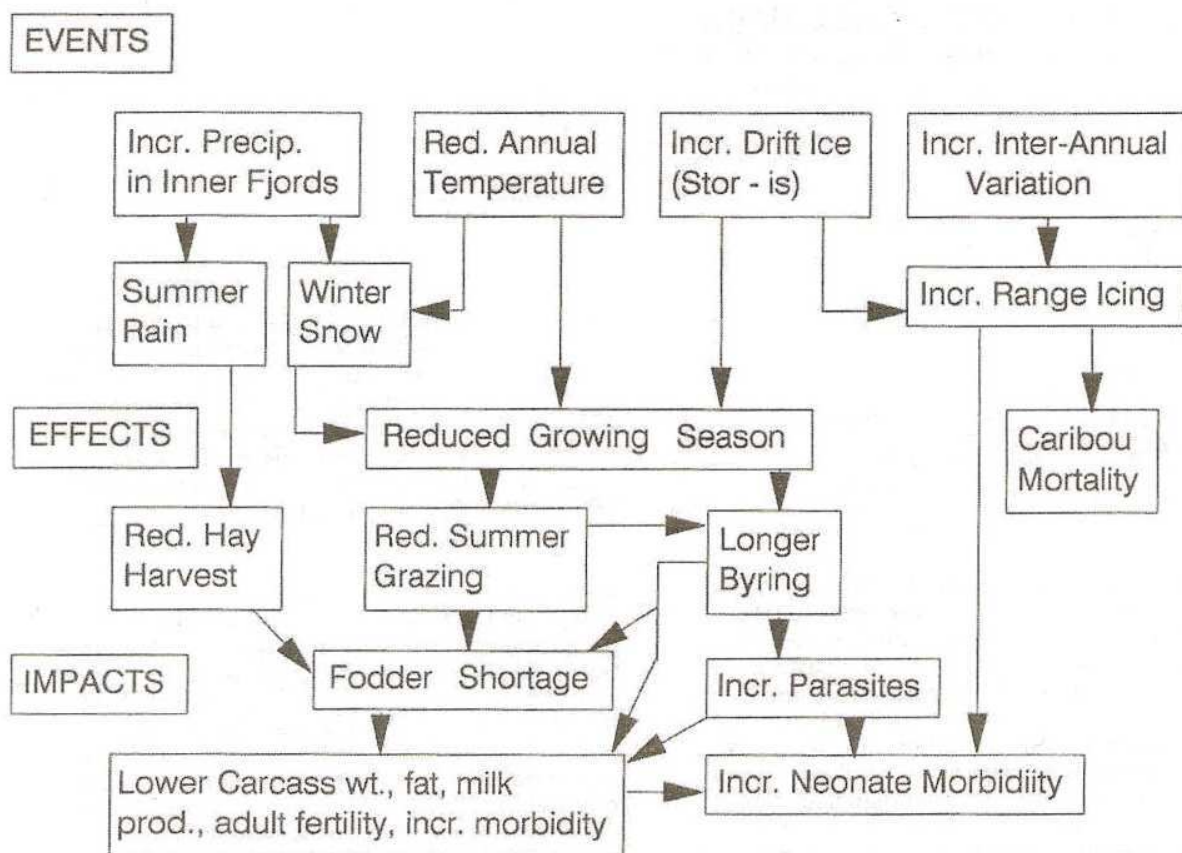 EVENTS
Incr. Precip.
in Inner Fjords
Red. Annual
Temperature
Incr. Drift Ice
(Stor - is)
Incr. Inter-Annual
Variation
Summer
Rain
Winter
Snow
Incr. Range Icing
EFFECTS
Reduced Growing Season
Caribou
Mortality
Red. Hay
Harvest
Red. Summer
Grazing
Longer
Byring
IMPACTS
Fodder Shortage
Incr. Parasites
Lower Carcass wt., fat, milk
prod., adult fertility, incr. morbidity
Incr. Neonate Morbidiity